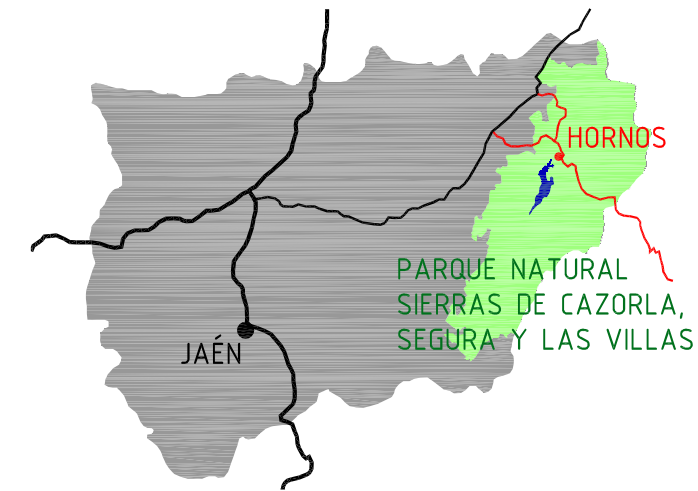 HORNOS
PARQUE NATURAL
SIERRAS DE CAZORLA,
SEGURA Y LAS VILLAS
JAÉN